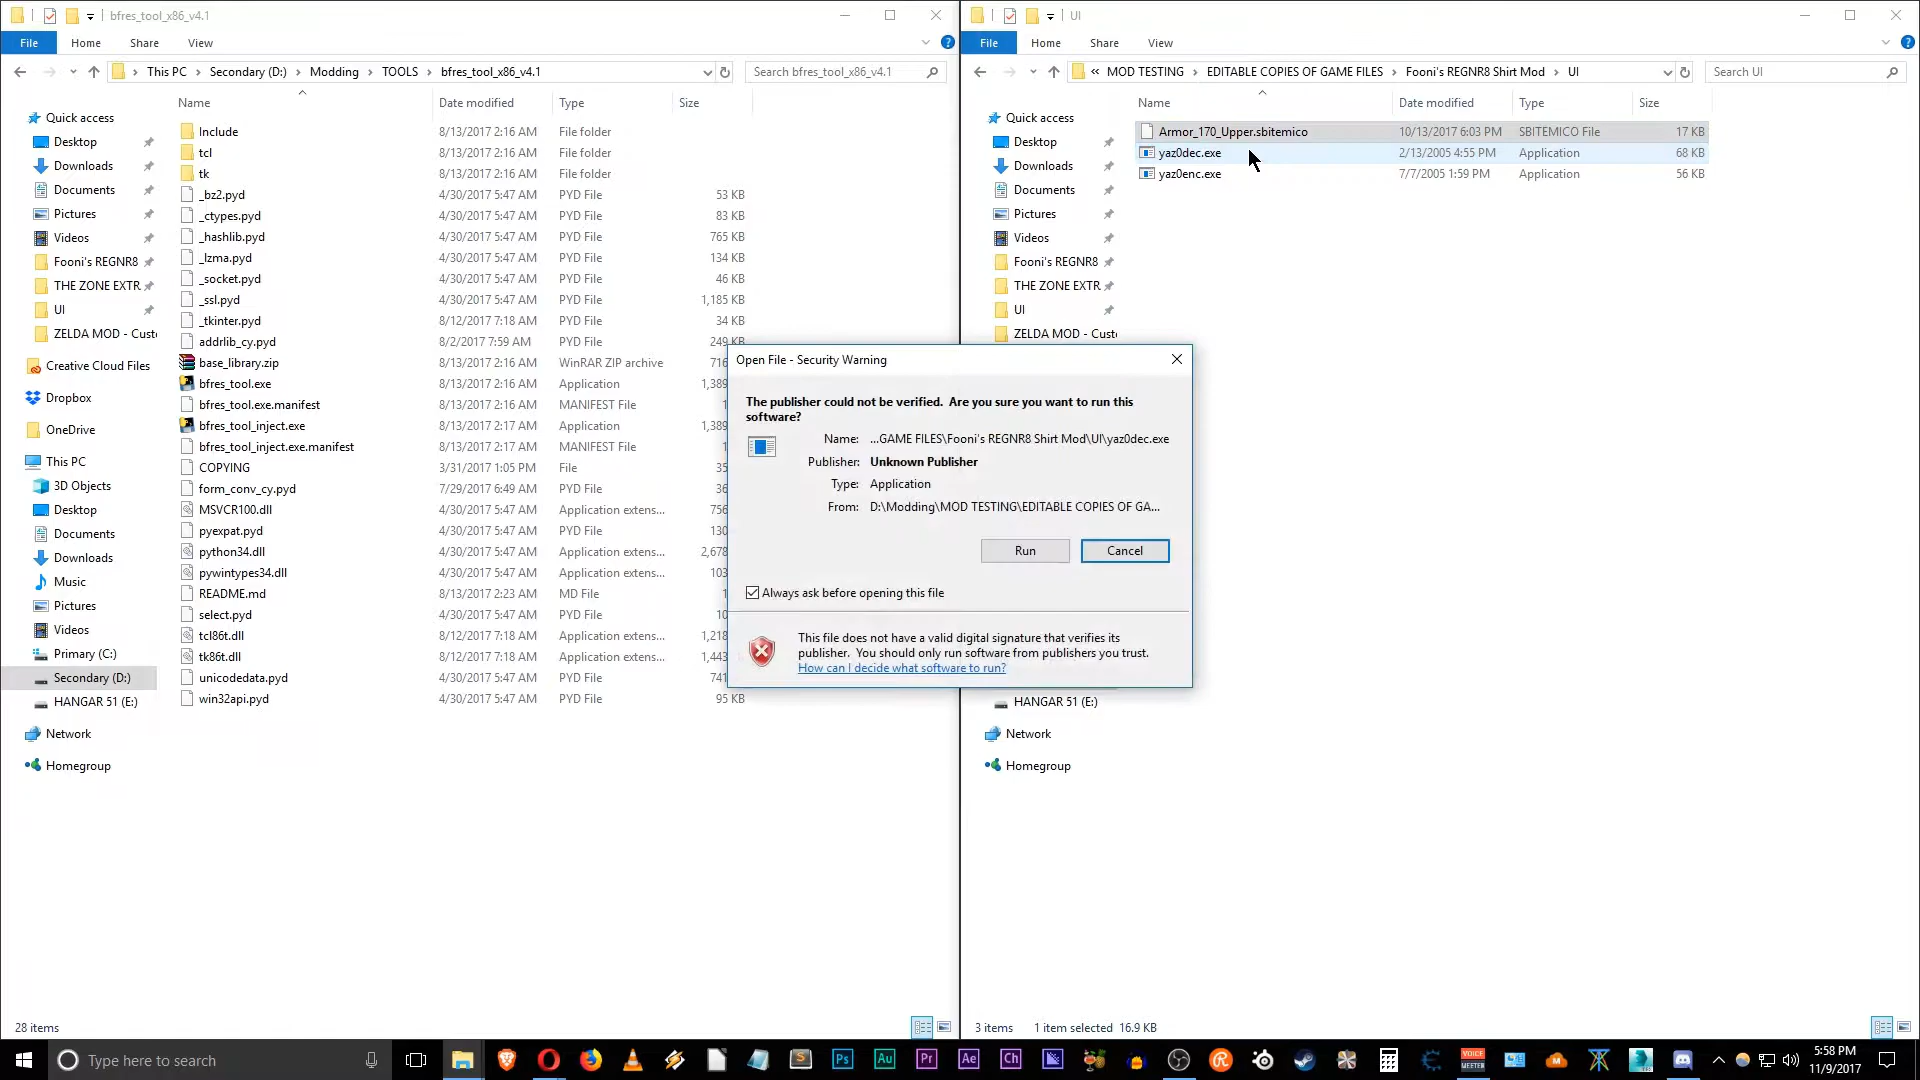 bfres_tool_x86_v4.1
File Home Share View
This PC Secondary (D:) Modding TOOLS bfres_tool_x86_v4.1
Search bfres_tool_x86_v4.1
Name Date modified Type Size
Quick access
Desktop
Downloads
Documents
Pictures
Videos
Fooni's REGNR8
THE ZONE EXTR
UI
ZELDA MOD - Custo
Creative Cloud Files
Dropbox
OneDrive
This PC
3D Objects
Desktop
Documents
Downloads
Music
Pictures
Videos
Primary (C:)
Secondary (D:)
HANGAR 51 (E:)
Network
Homegroup
Include 8/13/2017 2:16 AM File folder
tcl 8/13/2017 2:16 AM File folder
tk 8/13/2017 2:16 AM File folder
_bz2.pyd 4/30/2017 5:47 AM PYD File 53 KB
_ctypes.pyd 4/30/2017 5:47 AM PYD File 83 KB
_hashlib.pyd 4/30/2017 5:47 AM PYD File 765 KB
_lzma.pyd 4/30/2017 5:47 AM PYD File 134 KB
_socket.pyd 4/30/2017 5:47 AM PYD File 46 KB
_ssl.pyd 4/30/2017 5:47 AM PYD File 1,185 KB
_tkinter.pyd 8/12/2017 7:18 AM PYD File 34 KB
addrlib_cy.pyd 8/2/2017 7:59 AM PYD File 249 KB
base_library.zip 8/13/2017 2:16 AM WinRAR ZIP archive 716
bfres_tool.exe 8/13/2017 2:16 AM Application 1,389
bfres_tool.exe.manifest 8/13/2017 2:16 AM MANIFEST File 1
bfres_tool_inject.exe 8/13/2017 2:17 AM Application 1,389
bfres_tool_inject.exe.manifest 8/13/2017 2:17 AM MANIFEST File 1
COPYING 3/31/2017 1:05 PM File 35
form_conv_cy.pyd 7/29/2017 6:49 AM PYD File 36
MSVCR100.dll 4/30/2017 5:47 AM Application extens... 756
pyexpat.pyd 4/30/2017 5:47 AM PYD File 130
python34.dll 4/30/2017 5:47 AM Application extens... 2,678
pywintypes34.dll 4/30/2017 5:47 AM Application extens... 103
README.md 8/13/2017 2:23 AM MD File 1
select.pyd 4/30/2017 5:47 AM PYD File 10
tcl86t.dll 8/12/2017 7:18 AM Application extens... 1,218
tk86t.dll 8/12/2017 7:18 AM Application extens... 1,443
unicodedata.pyd 4/30/2017 5:47 AM PYD File 741
win32api.pyd 4/30/2017 5:47 AM PYD File 95 KB
28 items
UI
File Home Share View
« MOD TESTING EDITABLE COPIES OF GAME FILES Fooni's REGNR8 Shirt Mod UI
Search UI
Name Date modified Type Size
Quick access
Desktop
Downloads
Documents
Pictures
Videos
Fooni's REGNR8
THE ZONE EXTR
UI
ZELDA MOD - Custo
HANGAR 51 (E:)
Network
Homegroup
Armor_170_Upper.sbitemico 10/13/2017 6:03 PM SBITEMICO File 17 KB
yaz0dec.exe 2/13/2005 4:55 PM Application 68 KB
yaz0enc.exe 7/7/2005 1:59 PM Application 56 KB
3 items 1 item selected 16.9 KB
Open File - Security Warning
The publisher could not be verified. Are you sure you want to run this
software?
Name: ...GAME FILES\Fooni's REGNR8 Shirt Mod\UI\yaz0dec.exe
Publisher: Unknown Publisher
Type: Application
From: D:\Modding\MOD TESTING\EDITABLE COPIES OF GA...
Run Cancel
Always ask before opening this file
This file does not have a valid digital signature that verifies its
publisher. You should only run software from publishers you trust.
How can I decide what software to run?
Type here to search
Ps Au Pr Ae Ch
VOICE
MEETER
5:58 PM
11/9/2017